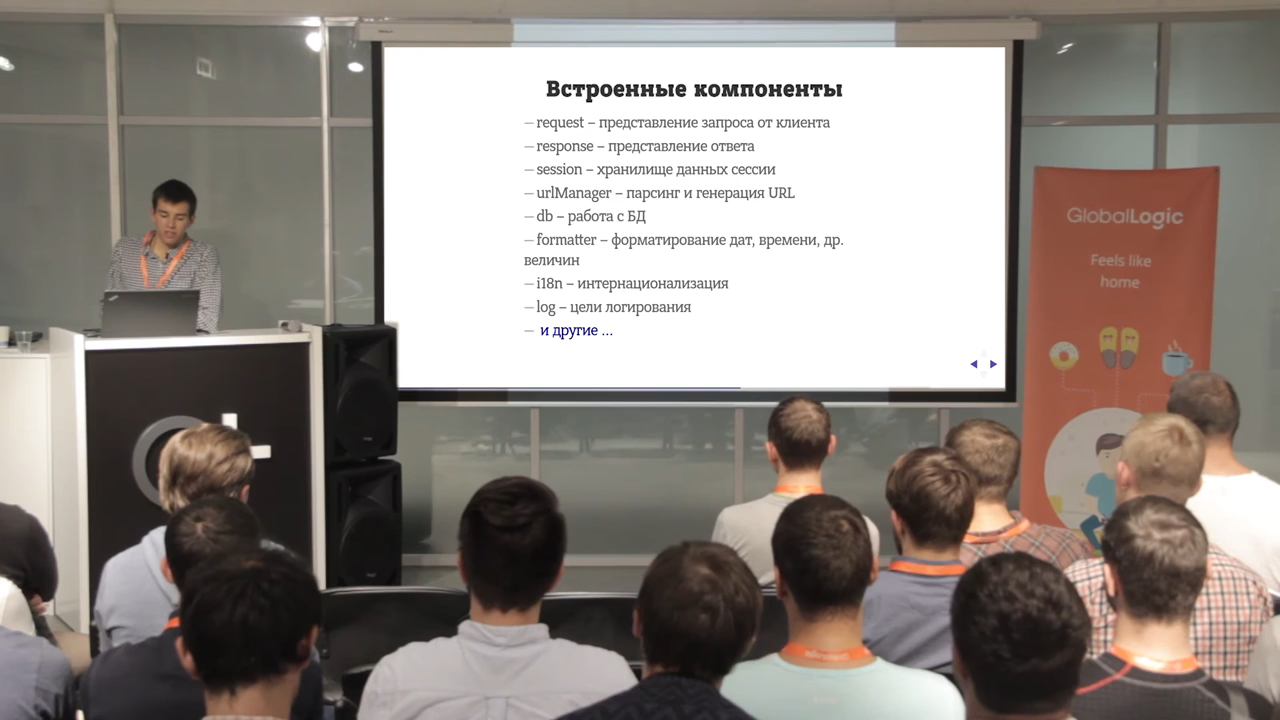 Встроенные компоненты
— request – представление запроса от клиента
— response – представление ответа
— session – хранилище данных сессии
— urlManager – парсинг и генерация URL
— db – работа с БД
— formatter – форматирование дат, времени, др.
величин
— i18n – интернационализация
— log – цели логирования
— и другие ...
GlobalLogic
Feels like
home